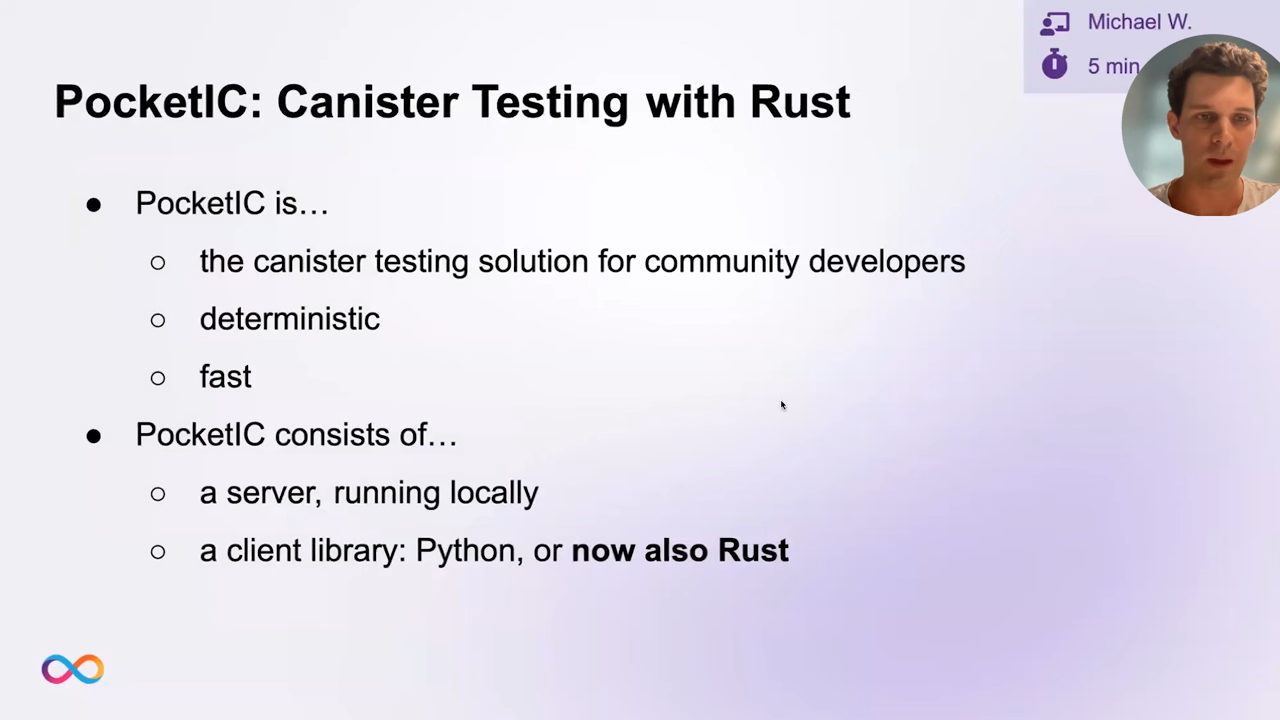 Michael W.
5 min
PocketIC: Canister Testing with Rust
● PocketIC is…
○ the canister testing solution for community developers
○ deterministic
○ fast
● PocketIC consists of…
○ a server, running locally
○ a client library: Python, or now also Rust